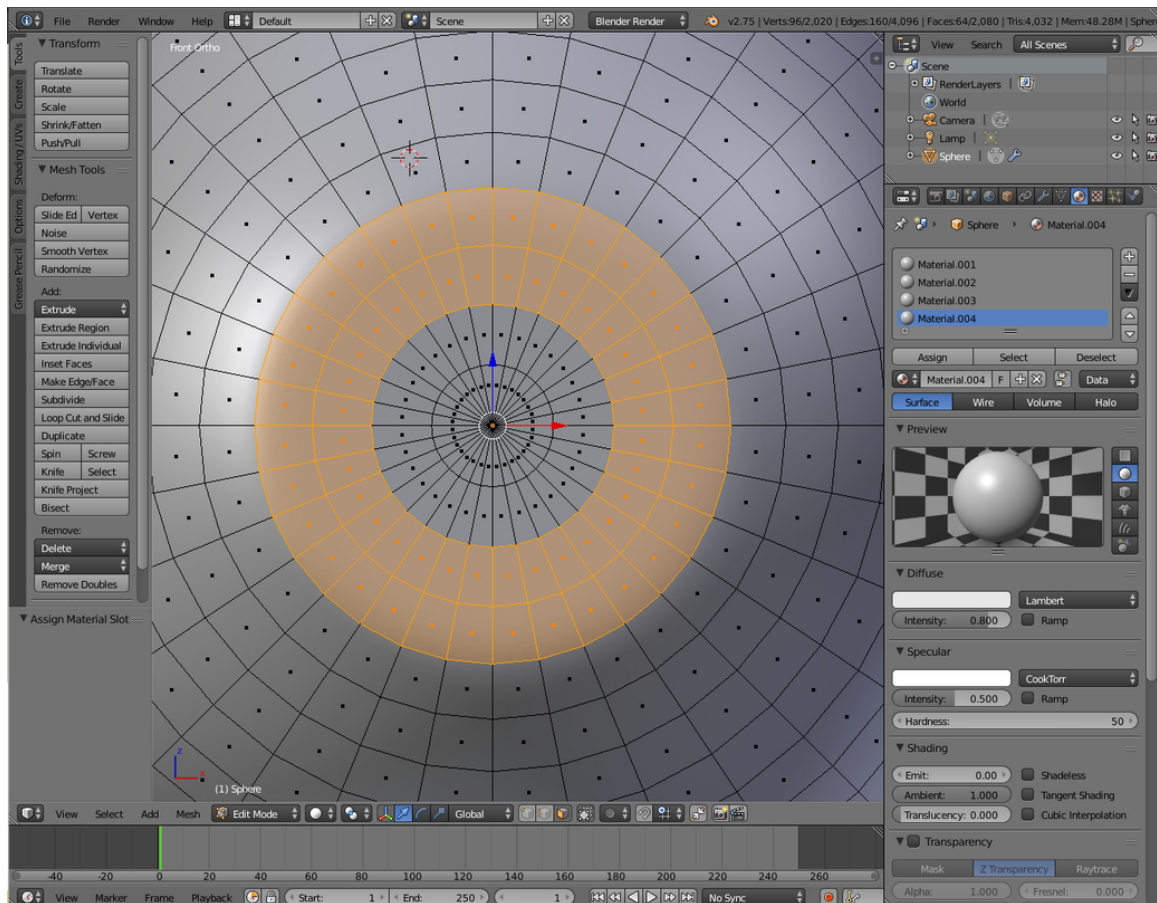 File Render Window Help Default Scene Blender Render v2.75 | Verts:96/2,020 | Edges:160/4,096 | Faces:64/2,080 | Tris:4,032 | Mem:48.28M | Sphere
Tools
Create
Shading / UVs
Options
Grease Pencil
Transform
Translate
Rotate
Scale
Shrink/Fatten
Push/Pull
Mesh Tools
Deform:
Slide Ed Vertex
Noise
Smooth Vertex
Randomize
Add:
Extrude
Extrude Region
Extrude Individual
Inset Faces
Make Edge/Face
Subdivide
Loop Cut and Slide
Duplicate
Spin Screw
Knife Select
Knife Project
Bisect
Remove:
Delete
Merge
Remove Doubles
Assign Material Slot
Front Ortho
z
x
(1) Sphere
View Select Add Mesh Edit Mode Global
-40 -20 0 20 40 60 80 100 120 140 160 180 200 220 240 260
View Marker Frame Playback Start: 1 End: 250 1 No Sync
View Search All Scenes
Scene
RenderLayers |
World
Camera |
Lamp |
Sphere |
Sphere Material.004
Material.001
Material.002
Material.003
Material.004
Assign Select Deselect
Material.004 F Data
Surface Wire Volume Halo
Preview
Diffuse
Lambert
Intensity: 0.800 Ramp
Specular
CookTorr
Intensity: 0.500 Ramp
Hardness: 50
Shading
Emit: 0.00 Shadeless
Ambient: 1.000 Tangent Shading
Translucency: 0.000 Cubic Interpolation
Transparency
Mask Z Transparency Raytrace
Alpha: 1.000 Fresnel: 0.000